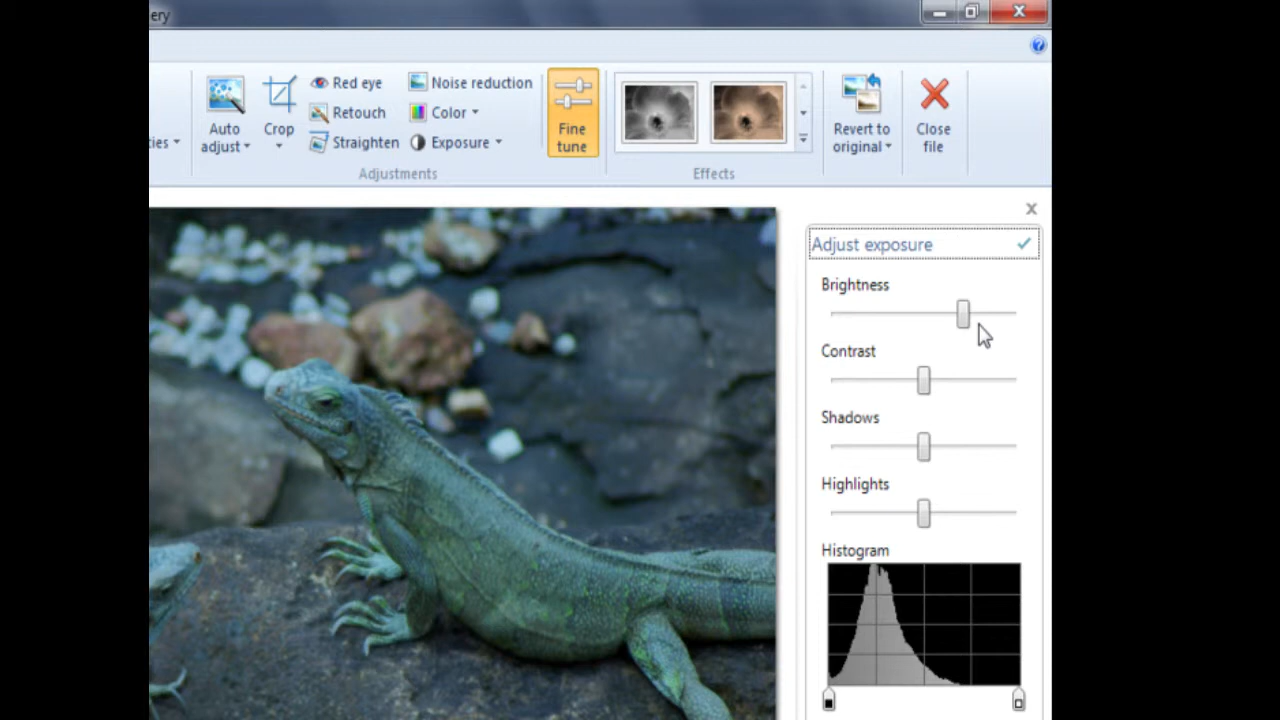 ery
ties
Auto
adjust
Crop
Red eye
Retouch
Straighten
Noise reduction
Color
Exposure
Adjustments
Fine
tune
Effects
Revert to
original
Close
file
Adjust exposure
Brightness
Contrast
Shadows
Highlights
Histogram